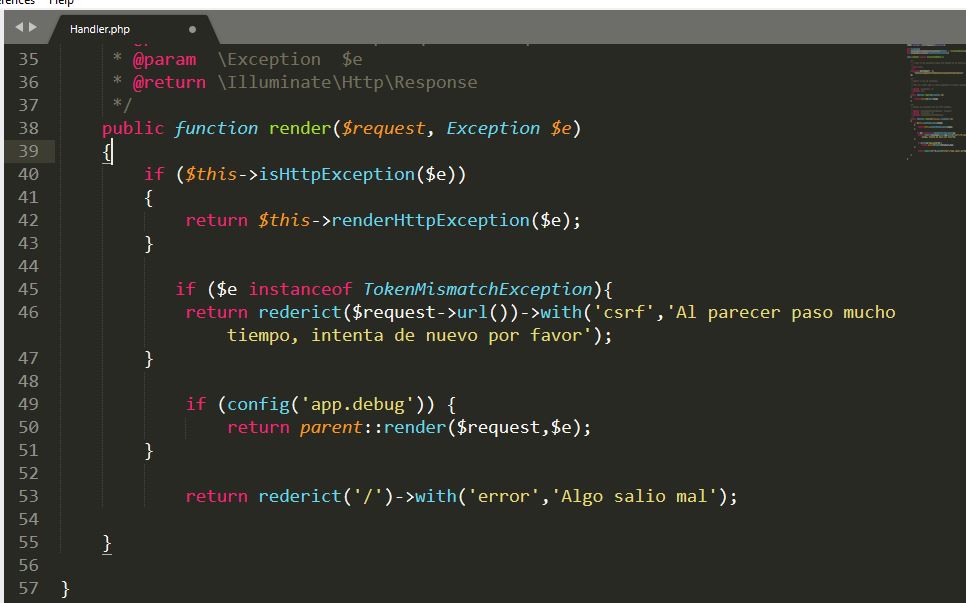 Help
Handler.php
35 * @param \Exception $e
36 * @return \Illuminate\Http\Response
37 */
38 public function render($request, Exception $e)
39 {
40 if ($this->isHttpException($e))
41 {
42 return $this->renderHttpException($e);
43 }
44
45 if ($e instanceof TokenMismatchException){
46 return rederict($request->url())->with('csrf','Al parecer paso mucho
tiempo, intenta de nuevo por favor');
47 }
48
49 if (config('app.debug')) {
50 return parent::render($request,$e);
51 }
52
53 return rederict('/')->with('error','Algo salio mal');
54
55 }
56
57 }